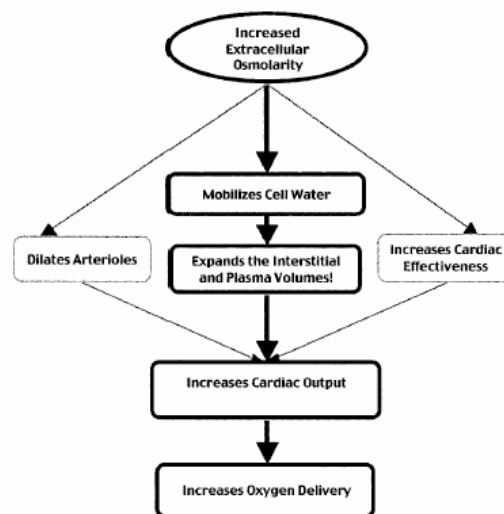 Increased
Extracellular
Osmolarity
Mobilizes Cell Water
Dilates Arterioles
Expands the Interstitial
and Plasma Volumes!
Increases Cardiac
Effectiveness
Increases Cardiac Output
Increases Oxygen Delivery